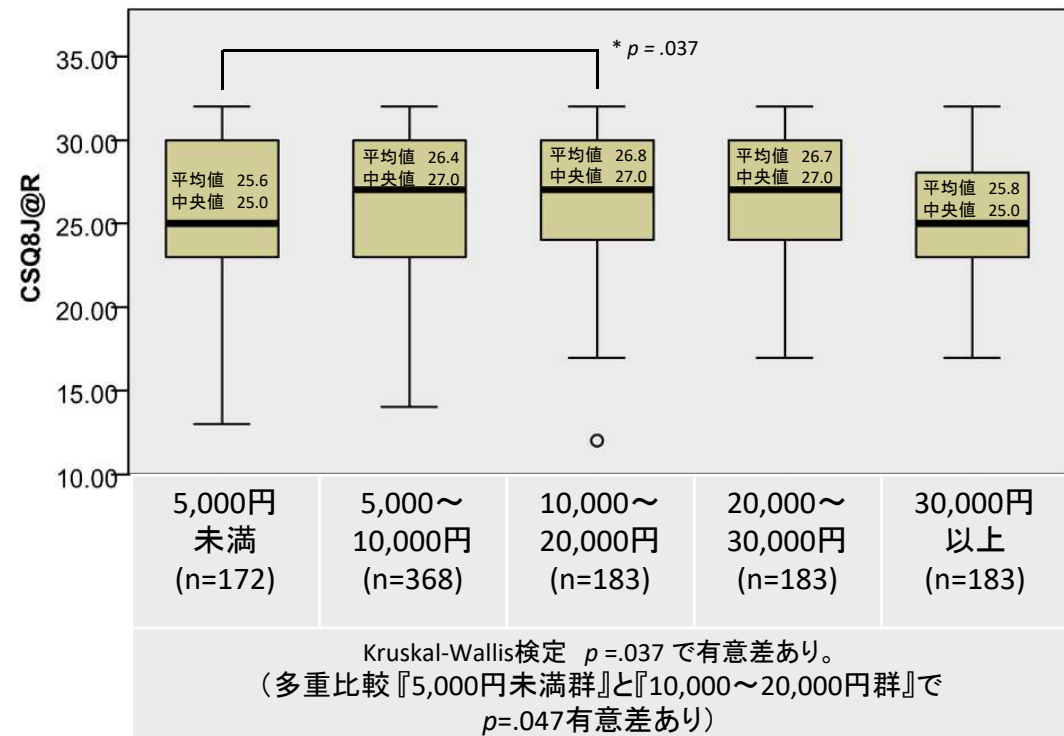 35.00
30.00
25.00
20.00
15.00
10.00
CSQ8J@R
* p = .037
平均値 25.6
中央値 25.0
平均値 26.4
中央値 27.0
平均値 26.8
中央値 27.0
平均値 26.7
中央値 27.0
平均値 25.8
中央値 25.0
5,000円
未満
(n=172)
5,000～
10,000円
(n=368)
10,000～
20,000円
(n=183)
20,000～
30,000円
(n=183)
30,000円
以上
(n=183)
Kruskal-Wallis検定 p =.037 で有意差あり。
（多重比較『5,000円未満群』と『10,000～20,000円群』で
p=.047有意差あり）